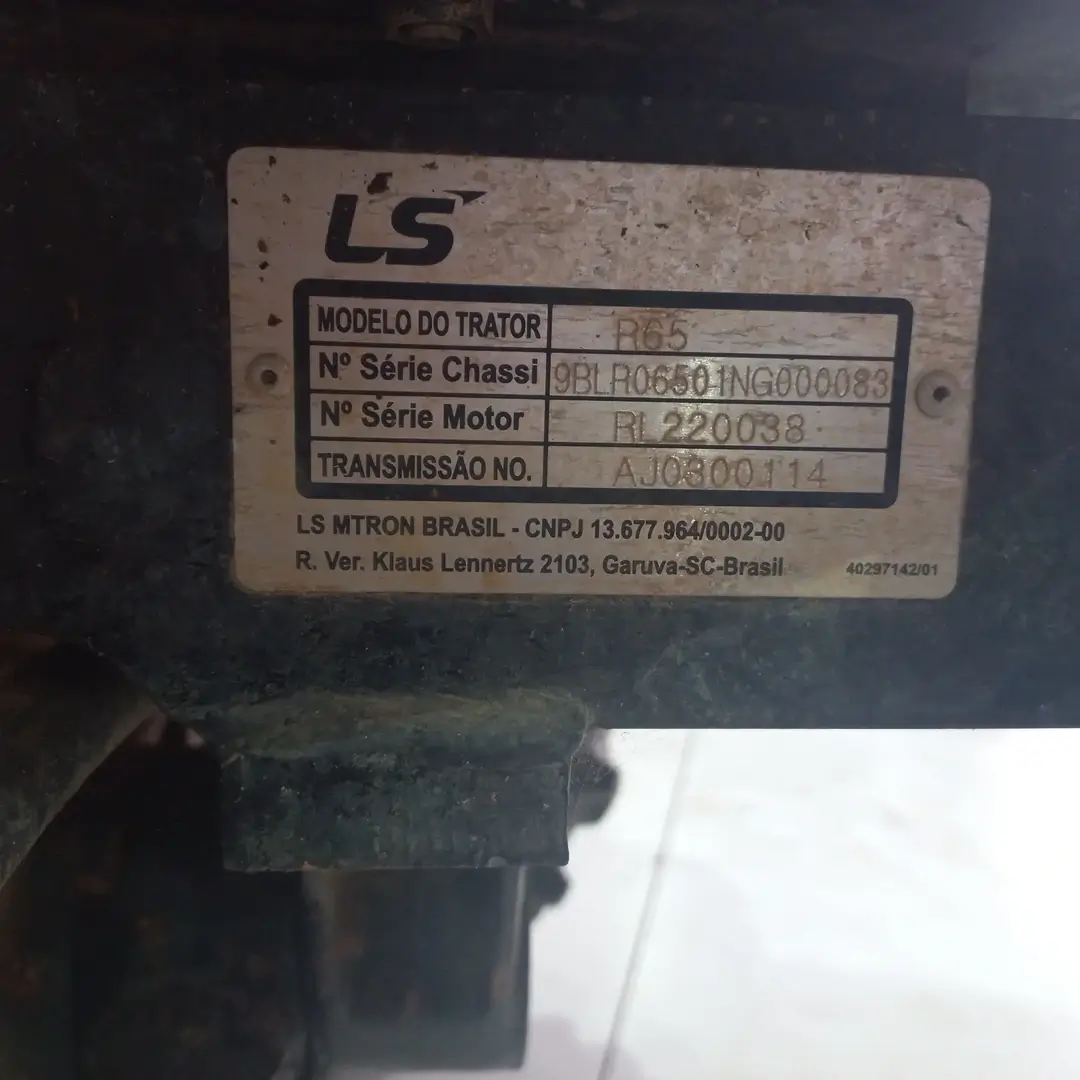 LS
MODELO DO TRATOR R65
Nº Série Chassi 9BLR06501NG000083
Nº Série Motor RL220038
TRANSMISSÃO NO. AJ0300114
LS MTRON BRASIL - CNPJ 13.677.964/0002-00
R. Ver. Klaus Lennertz 2103, Garuva-SC-Brasil
40297142/01